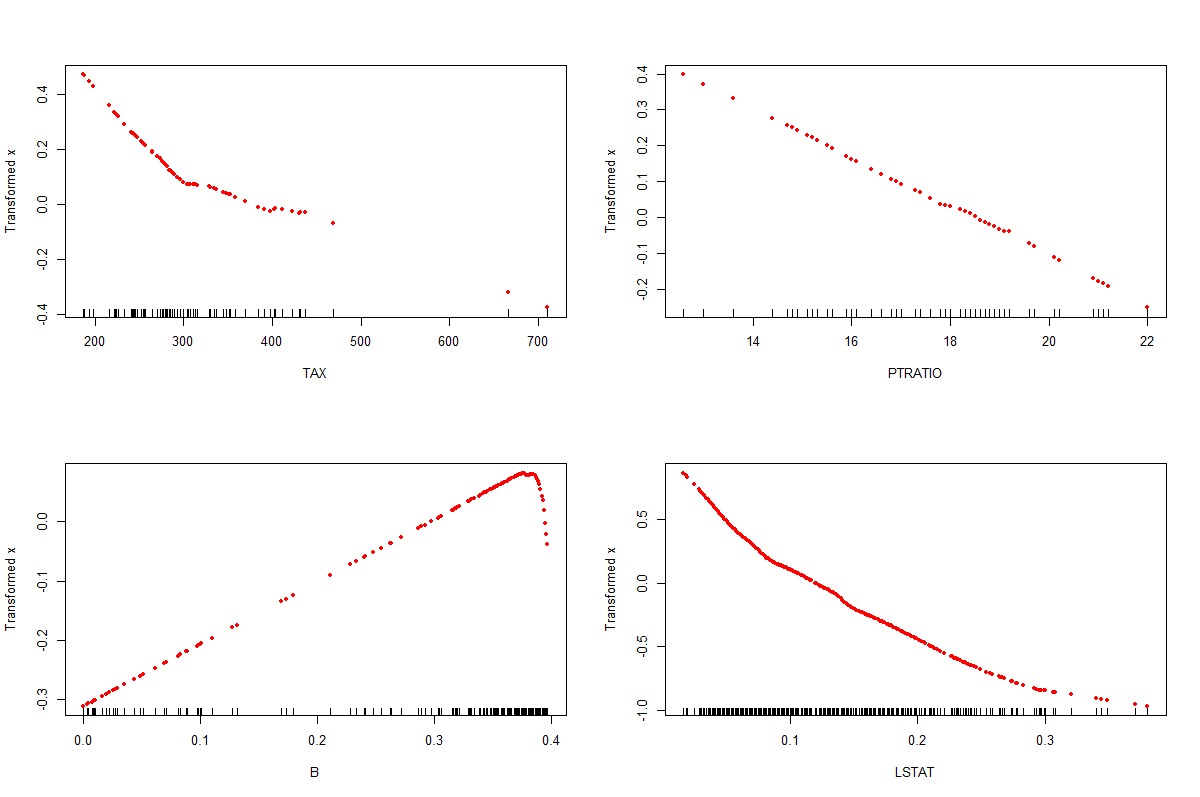 Transformed x
0.4
0.2
0.0
-0.2
-0.4
200 300 400 500 600 700
TAX
Transformed x
0.4
0.3
0.2
0.1
0.0
-0.1
-0.2
14 16 18 20 22
PTRATIO
Transformed x
0.0
-0.1
-0.2
-0.3
0.0 0.1 0.2 0.3 0.4
B
Transformed x
0.5
0.0
-0.5
-1.0
0.1 0.2 0.3
LSTAT